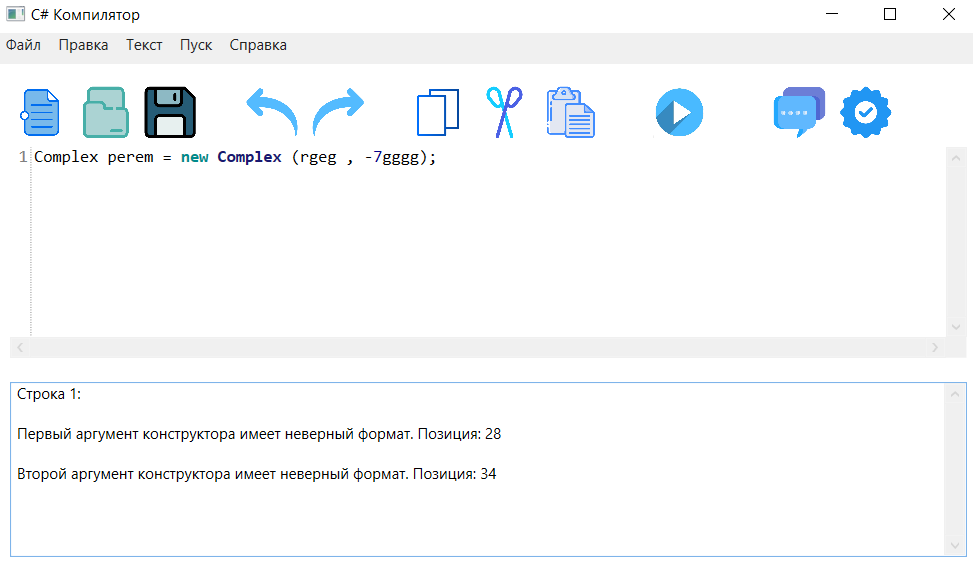 C# Компилятор
Файл Правка Текст Пуск Справка
1 Complex perem = new Complex (rgeg , -7gggg);
Строка 1:
Первый аргумент конструктора имеет неверный формат. Позиция: 28
Второй аргумент конструктора имеет неверный формат. Позиция: 34